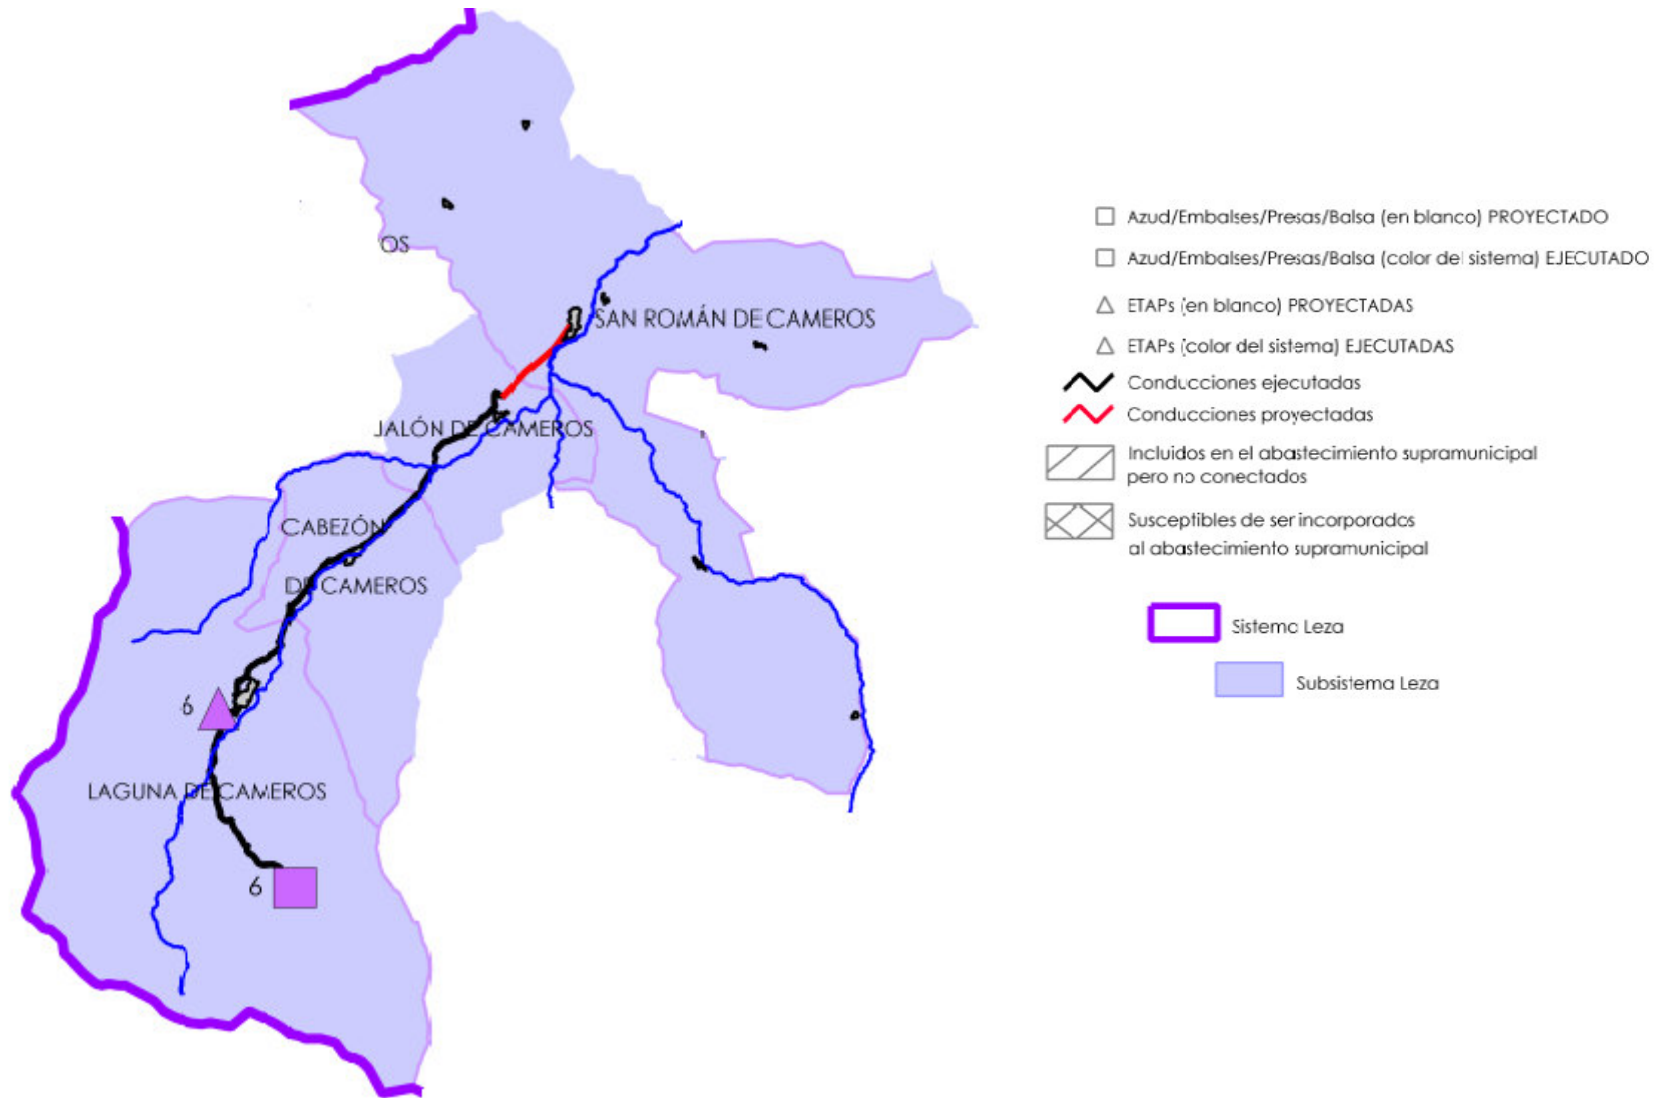 OS
SAN ROMÁN DE CAMEROS
JALÓN DE CAMEROS
CABEZÓN
DE CAMEROS
6
LAGUNA DE CAMEROS
6
Azud/Embalses/Presas/Balsa (en blanco) PROYECTADO
Azud/Embalses/Presas/Balsa (color del sistema) EJECUTADO
ETAPs (en blanco) PROYECTADAS
ETAPs (color del sistema) EJECUTADAS
Conducciones ejecutadas
Conducciones proyectadas
Incluidos en el abastecimiento supramunicipal
pero no conectados
Susceptibles de ser incorporados
al abastecimiento supramunicipal
Sistema Leza
Subsistema Leza